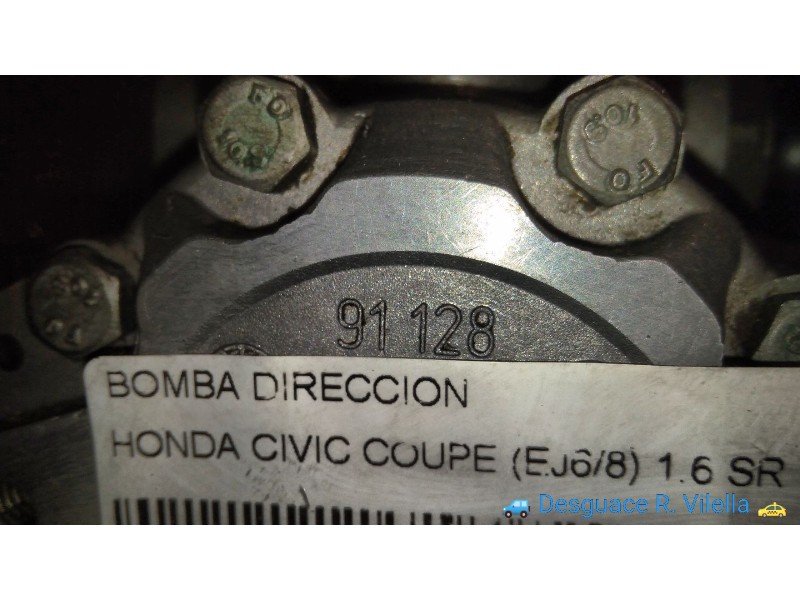 91 128
BOMBA DIRECCION
HONDA CIVIC COUPE (EJ6/8) 1.6 SR
Desguace R. Vilella